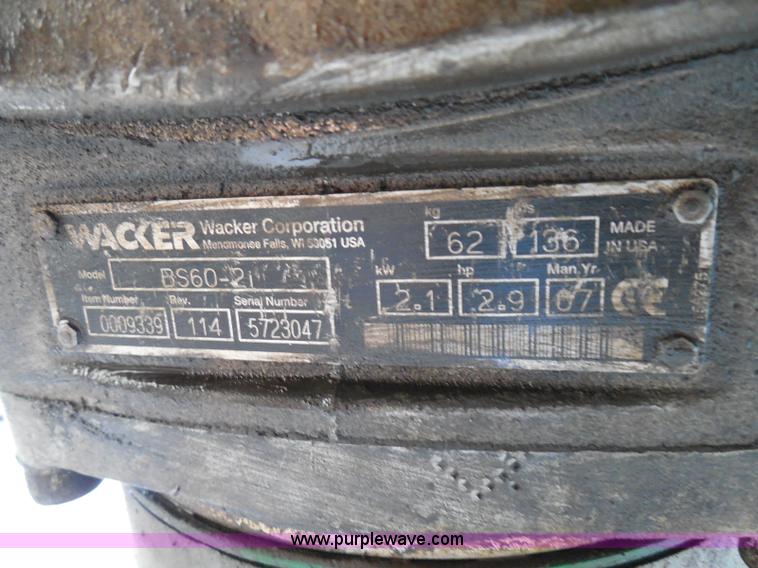 WACKER Wacker Corporation
Menomonee Falls, WI 53051 USA
Model BS60-2i
Item Number Rev. Serial Number
0009339 114 5723047
kg
62 136 MADE IN USA
kW hp Man. Yr.
2.1 2.9 07 CE
www.purplewave.com